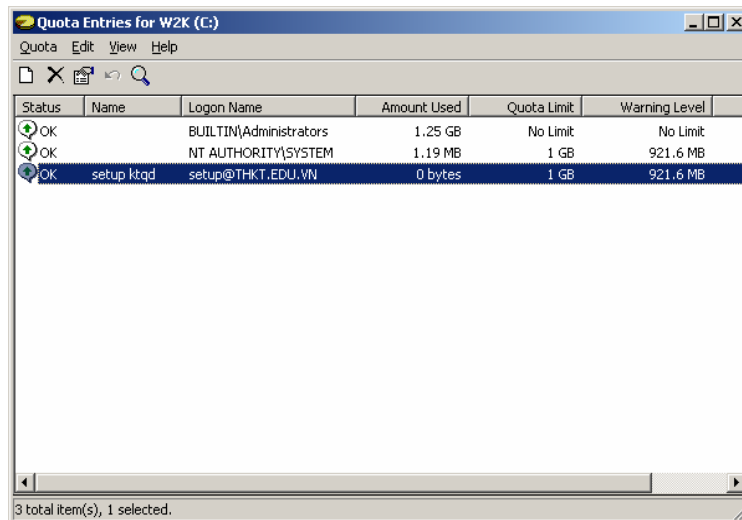 Quota Entries for W2K (C:)
Quota Edit View Help
Status Name Logon Name Amount Used Quota Limit Warning Level
OK BUILTIN\Administrators 1.25 GB No Limit No Limit
OK NT AUTHORITY\SYSTEM 1.19 MB 1 GB 921.6 MB
OK setup ktqd setup@THKT.EDU.VN 0 bytes 1 GB 921.6 MB
3 total item(s), 1 selected.